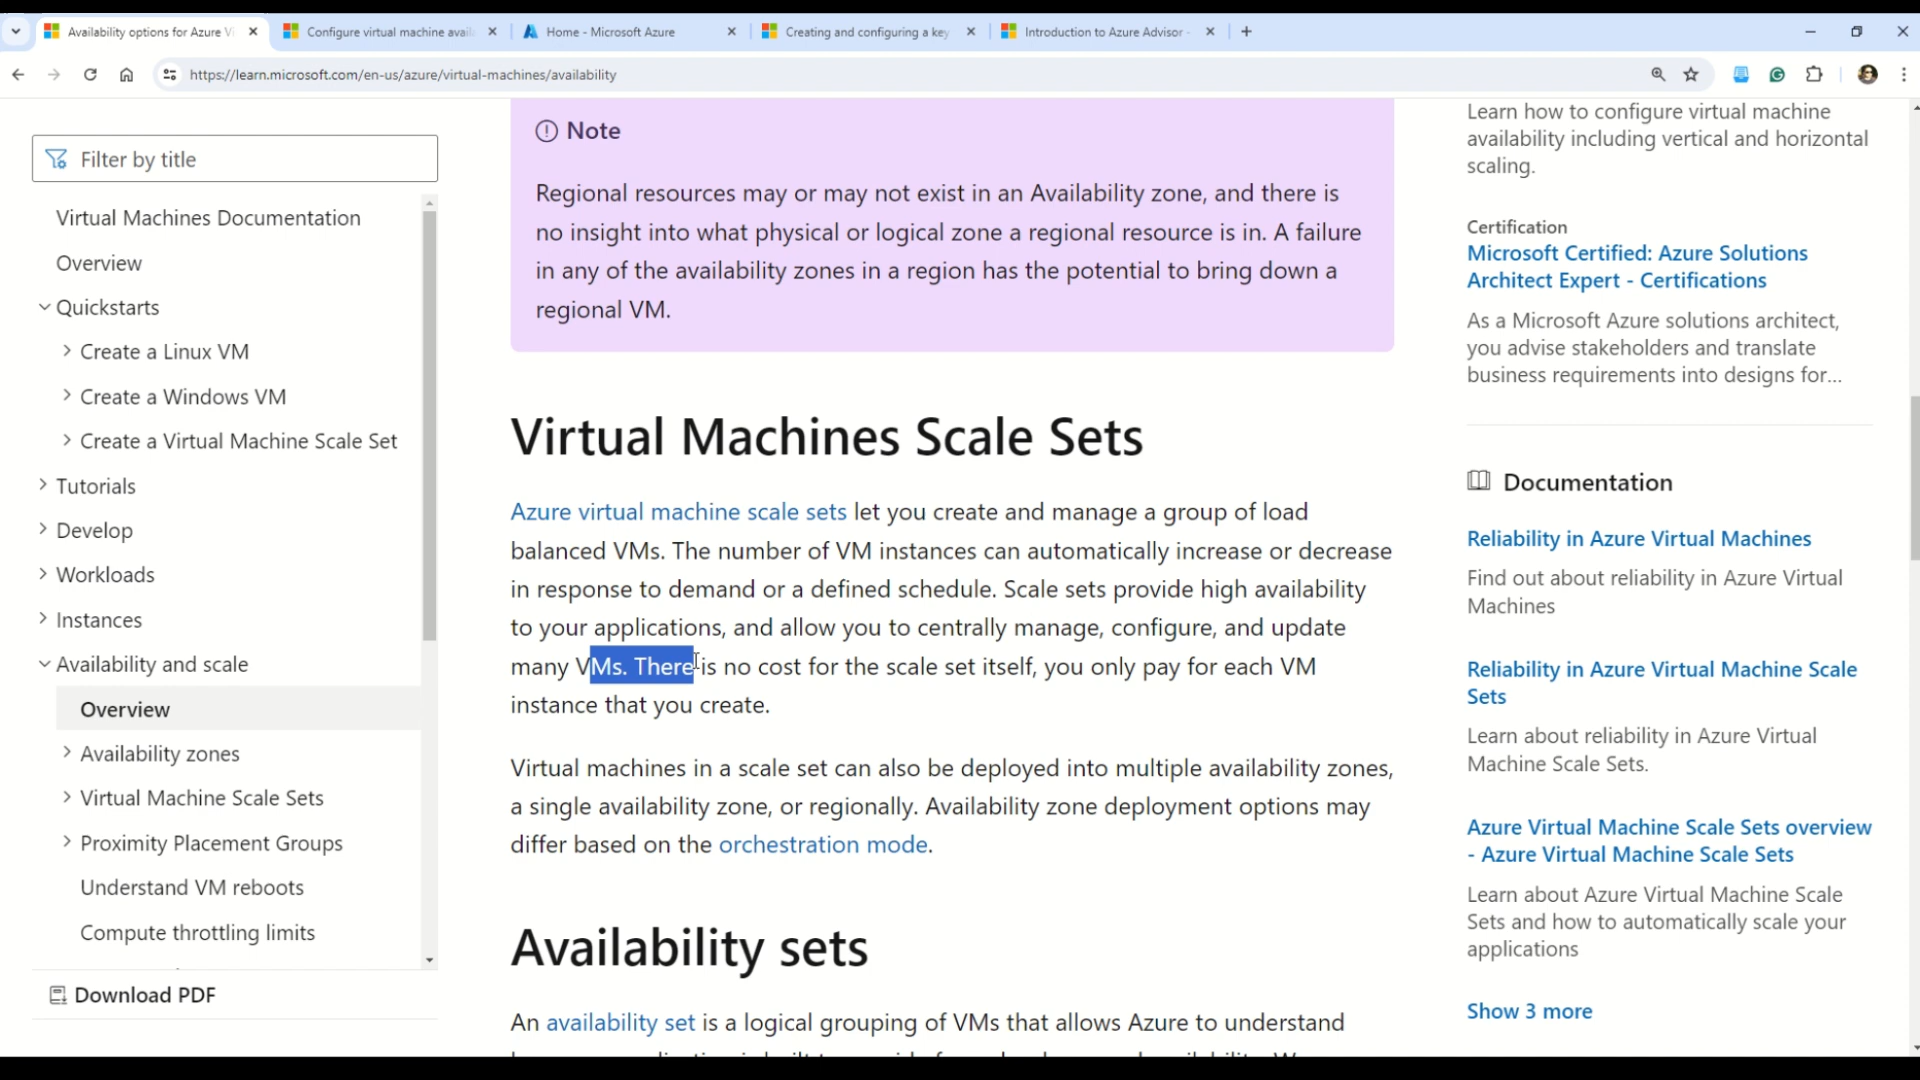 Availability options for Azure Vi
Configure virtual machine avail
Home - Microsoft Azure
Creating and configuring a key
Introduction to Azure Advisor -
https://learn.microsoft.com/en-us/azure/virtual-machines/availability
Filter by title
Virtual Machines Documentation
Overview
Quickstarts
Create a Linux VM
Create a Windows VM
Create a Virtual Machine Scale Set
Tutorials
Develop
Workloads
Instances
Availability and scale
Overview
Availability zones
Virtual Machine Scale Sets
Proximity Placement Groups
Understand VM reboots
Compute throttling limits
Download PDF
Note
Regional resources may or may not exist in an Availability zone, and there is
no insight into what physical or logical zone a regional resource is in. A failure
in any of the availability zones in a region has the potential to bring down a
regional VM.
Virtual Machines Scale Sets
Azure virtual machine scale sets let you create and manage a group of load
balanced VMs. The number of VM instances can automatically increase or decrease
in response to demand or a defined schedule. Scale sets provide high availability
to your applications, and allow you to centrally manage, configure, and update
many VMs. There is no cost for the scale set itself, you only pay for each VM
instance that you create.
Virtual machines in a scale set can also be deployed into multiple availability zones,
a single availability zone, or regionally. Availability zone deployment options may
differ based on the orchestration mode.
Availability sets
An availability set is a logical grouping of VMs that allows Azure to understand
Learn how to configure virtual machine
availability including vertical and horizontal
scaling.
Certification
Microsoft Certified: Azure Solutions
Architect Expert - Certifications
As a Microsoft Azure solutions architect,
you advise stakeholders and translate
business requirements into designs for...
Documentation
Reliability in Azure Virtual Machines
Find out about reliability in Azure Virtual
Machines
Reliability in Azure Virtual Machine Scale
Sets
Learn about reliability in Azure Virtual
Machine Scale Sets.
Azure Virtual Machine Scale Sets overview
- Azure Virtual Machine Scale Sets
Learn about Azure Virtual Machine Scale
Sets and how to automatically scale your
applications
Show 3 more